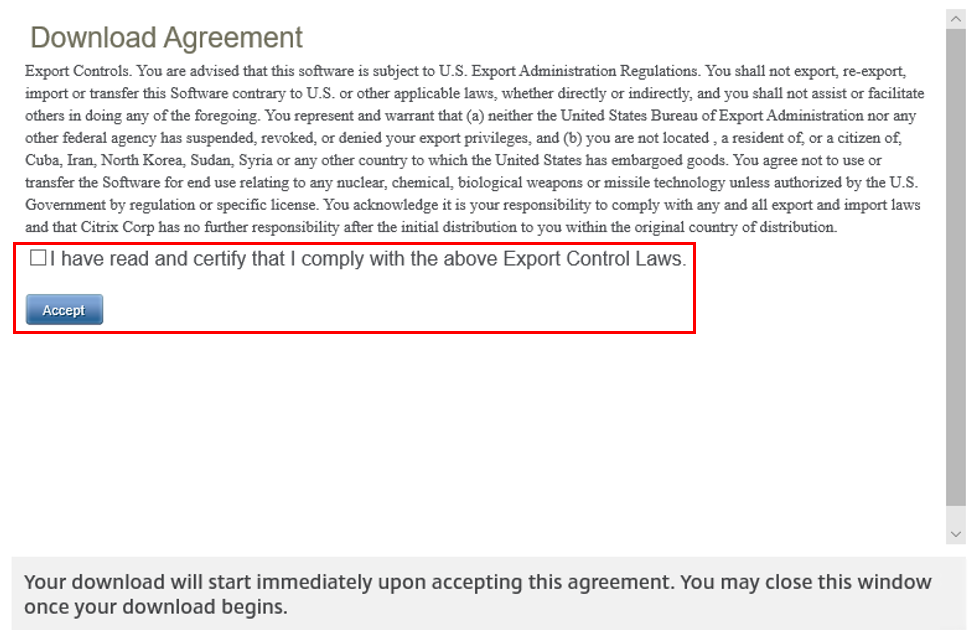 Download Agreement
Export Controls. You are advised that this software is subject to U.S. Export Administration Regulations. You shall not export, re-export,
import or transfer this Software contrary to U.S. or other applicable laws, whether directly or indirectly, and you shall not assist or facilitate
others in doing any of the foregoing. You represent and warrant that (a) neither the United States Bureau of Export Administration nor any
other federal agency has suspended, revoked, or denied your export privileges, and (b) you are not located , a resident of, or a citizen of,
Cuba, Iran, North Korea, Sudan, Syria or any other country to which the United States has embargoed goods. You agree not to use or
transfer the Software for end use relating to any nuclear, chemical, biological weapons or missile technology unless authorized by the U.S.
Government by regulation or specific license. You acknowledge it is your responsibility to comply with any and all export and import laws
and that Citrix Corp has no further responsibility after the initial distribution to you within the original country of distribution.
I have read and certify that I comply with the above Export Control Laws.
Accept
Your download will start immediately upon accepting this agreement. You may close this window
once your download begins.